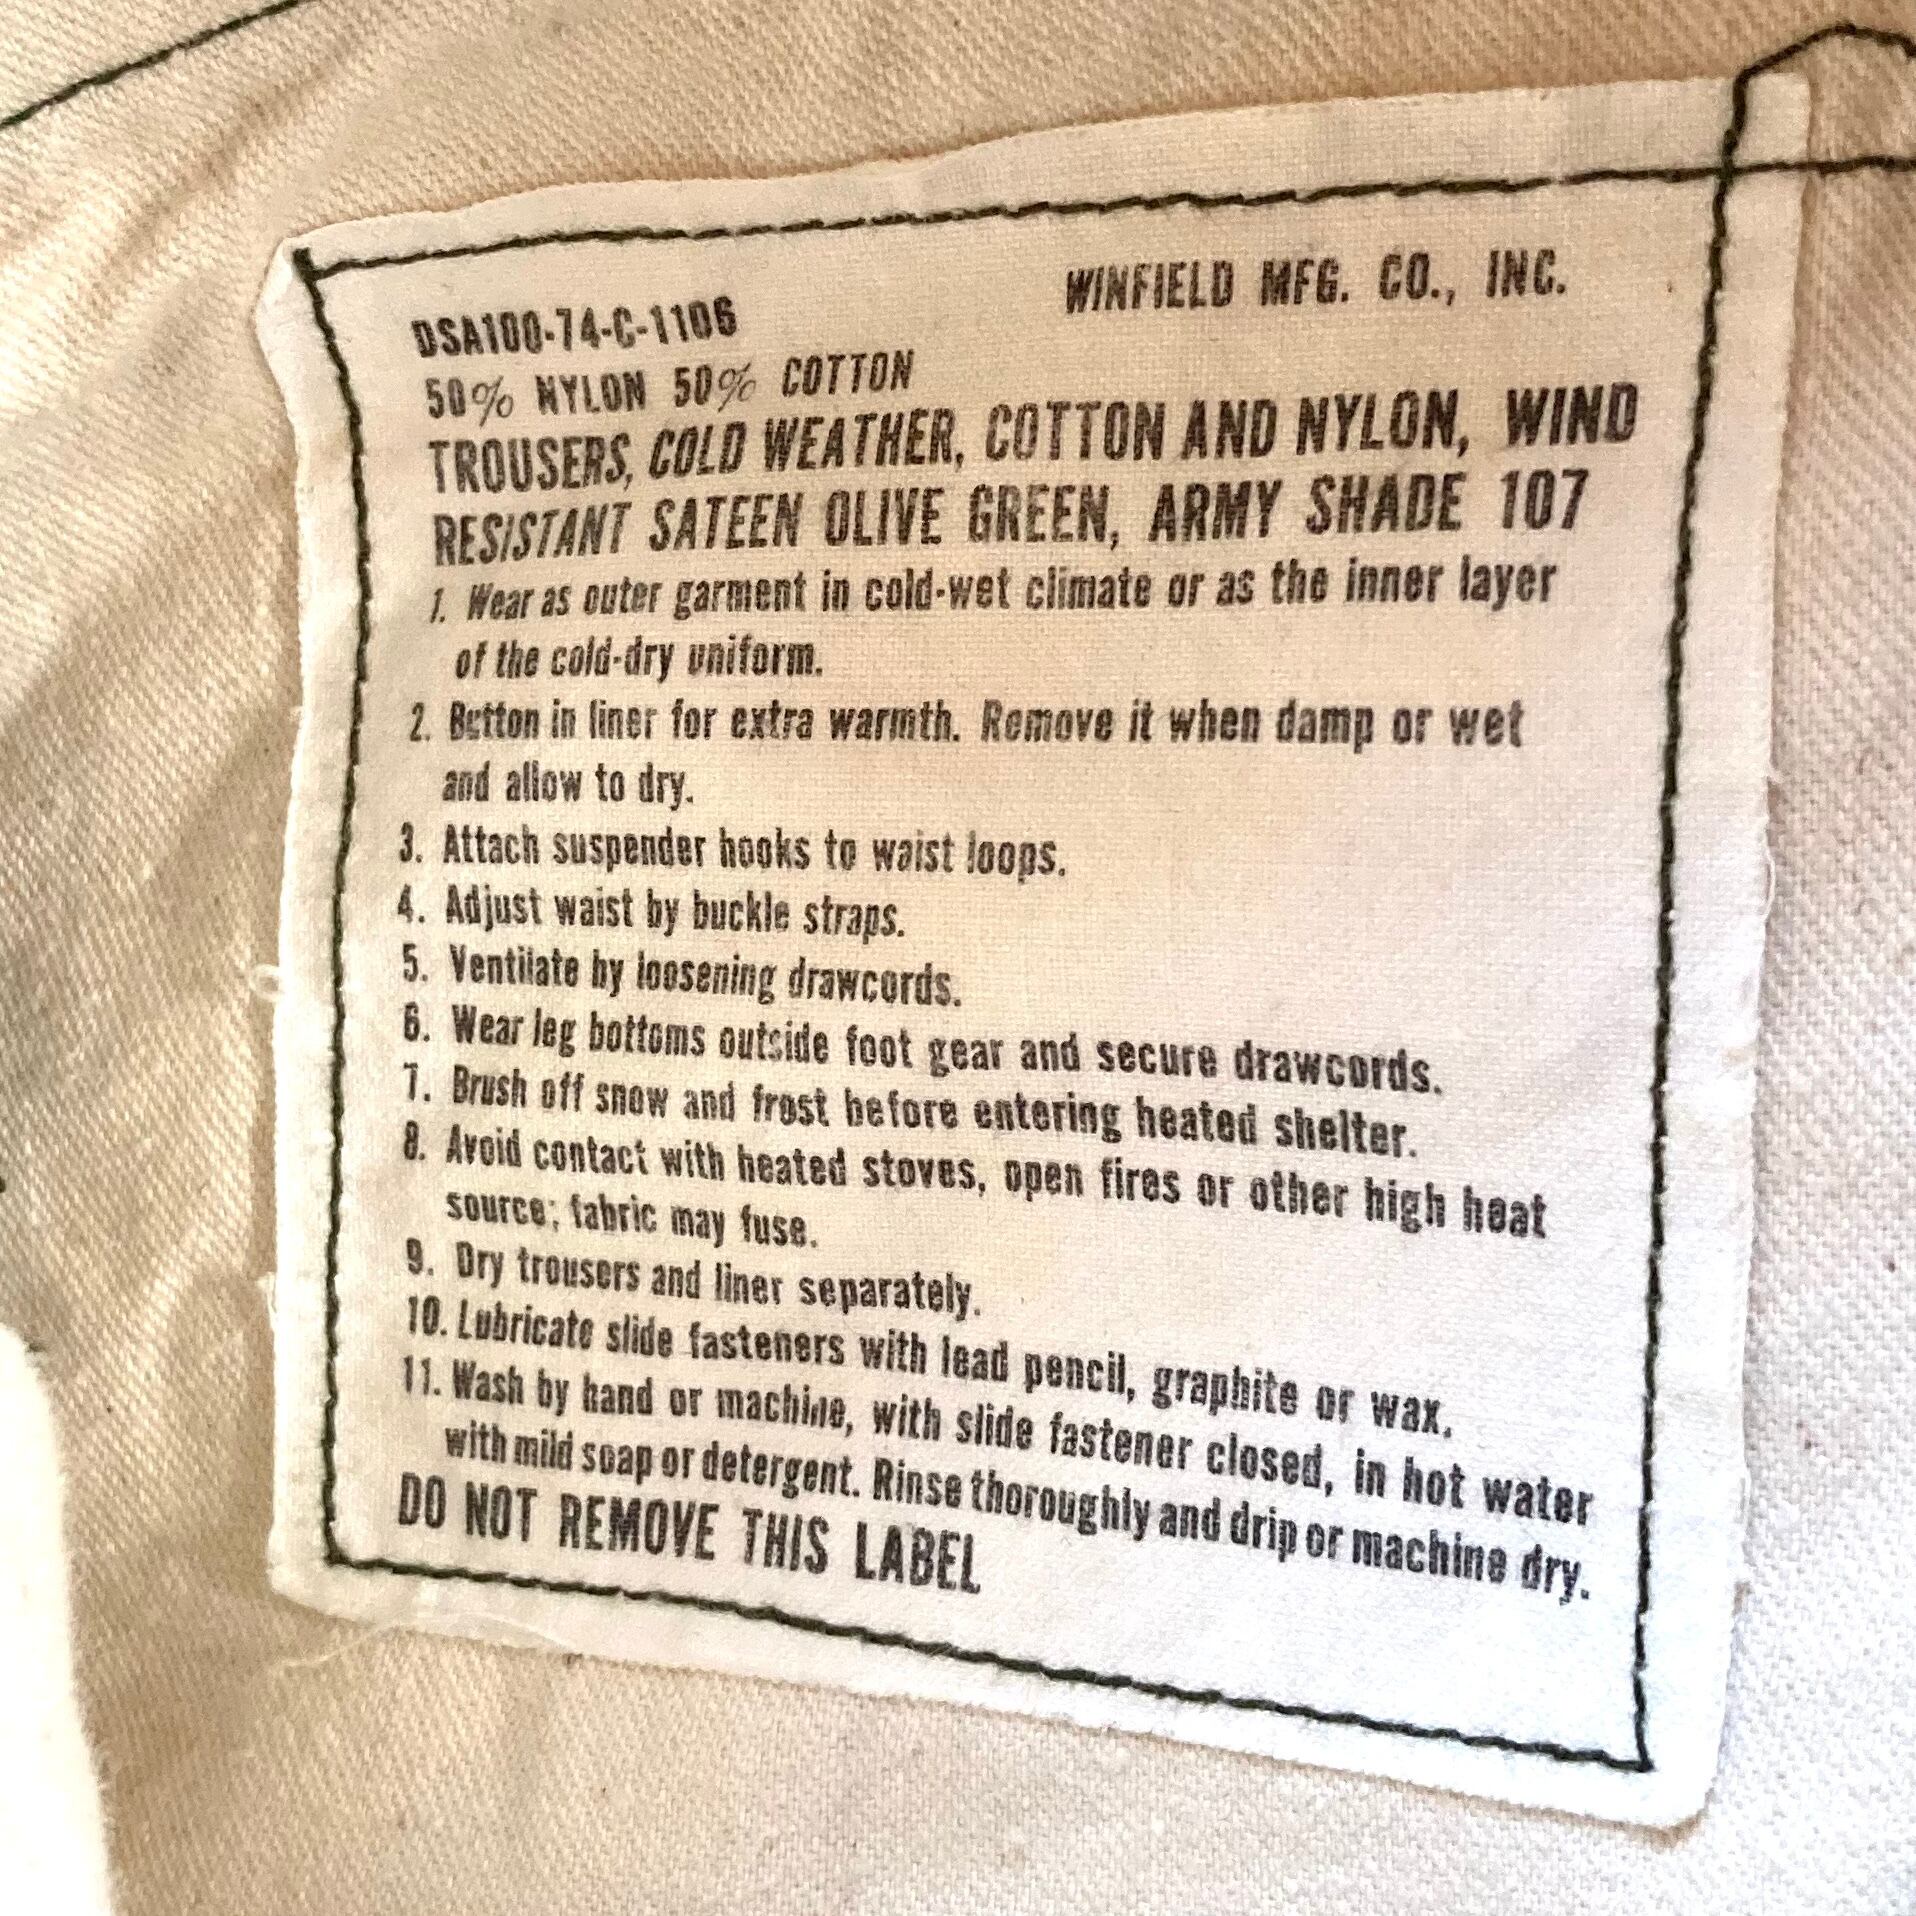 DSA100-74-C-1106 WINFIELD MFG. CO., INC.
50% NYLON 50% COTTON
TROUSERS, COLD WEATHER, COTTON AND NYLON, WIND
RESISTANT SATEEN OLIVE GREEN, ARMY SHADE 107
1. Wear as outer garment in cold-wet climate or as the inner layer
of the cold-dry uniform.
2. Button in liner for extra warmth. Remove it when damp or wet
and allow to dry.
3. Attach suspender hooks to waist loops.
4. Adjust waist by buckle straps.
5. Ventilate by loosening drawcords.
6. Wear leg bottoms outside foot gear and secure drawcords.
7. Brush off snow and frost before entering heated shelter.
8. Avoid contact with heated stoves, open fires or other high heat
source; fabric may fuse.
9. Dry trousers and liner separately.
10. Lubricate slide fasteners with lead pencil, graphite or wax.
11. Wash by hand or machine, with slide fastener closed, in hot water
with mild soap or detergent. Rinse thoroughly and drip or machine dry.
DO NOT REMOVE THIS LABEL